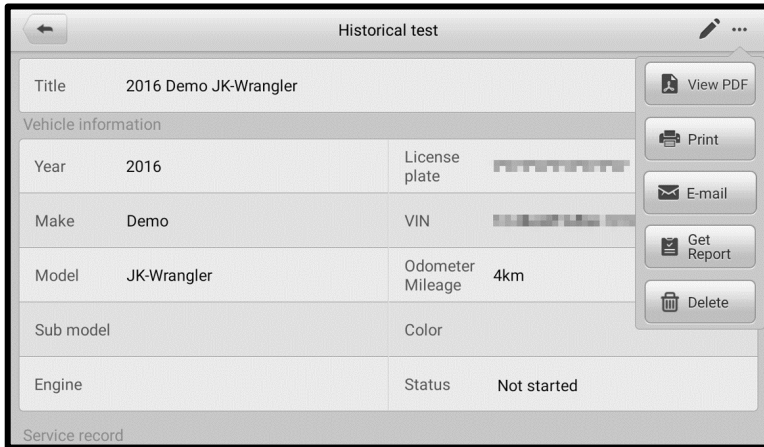 Historical test
Title 2016 Demo JK-Wrangler
View PDF
Vehicle information
Print
Year 2016 License plate
E-mail
Make Demo VIN
Get Report
Model JK-Wrangler Odometer Mileage 4km
Delete
Sub model Color
Engine Status Not started
Service record